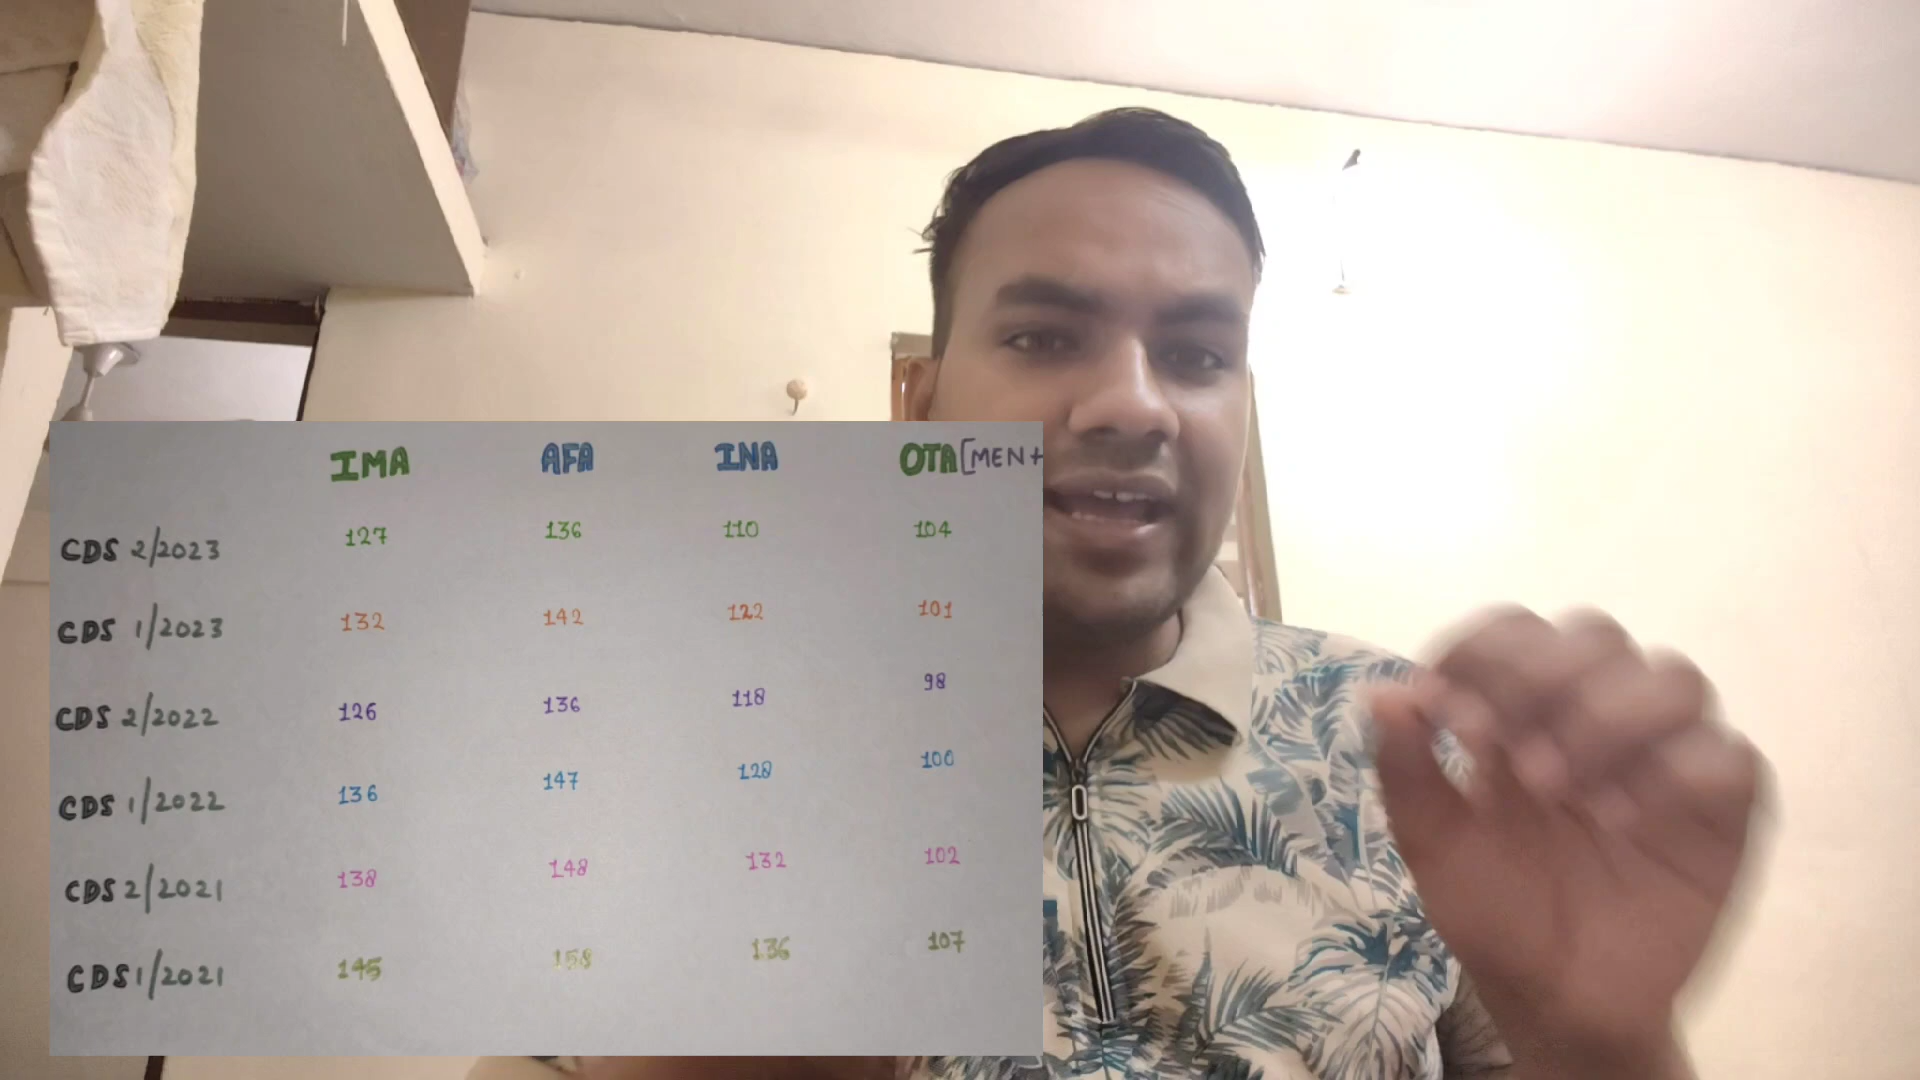 IMA AFA INA OTA [MEN+
CDS 2/2023 127 136 110 104
CDS 1/2023 132 142 122 101
CDS 2/2022 126 136 118 98
CDS 1/2022 136 147 128 100
CDS 2/2021 138 148 132 102
CDS 1/2021 145 158 136 107